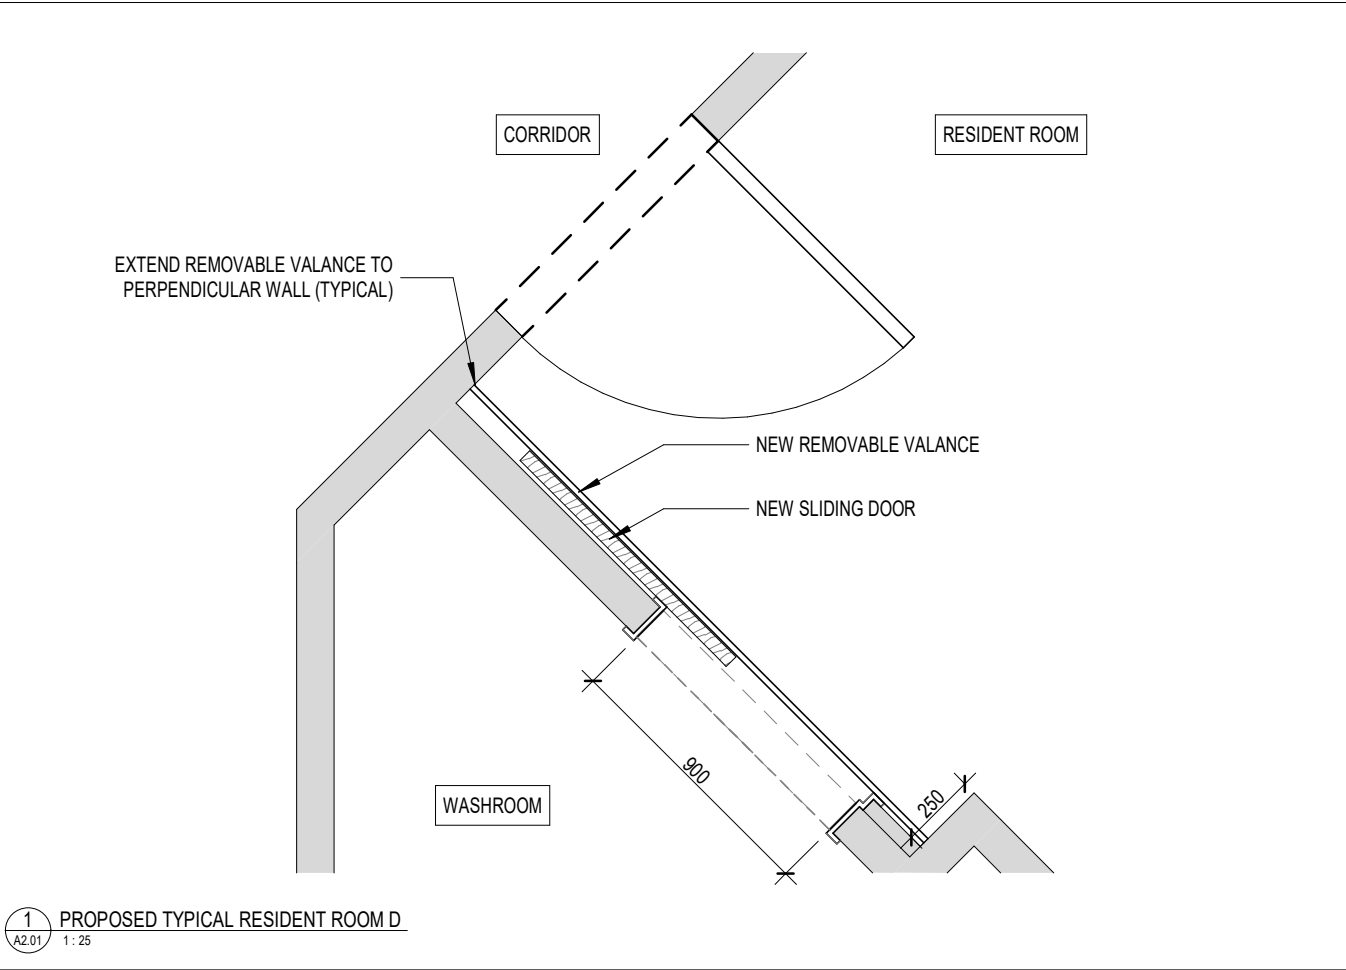 CORRIDOR
RESIDENT ROOM
EXTEND REMOVABLE VALANCE TO
PERPENDICULAR WALL (TYPICAL)
NEW REMOVABLE VALANCE
NEW SLIDING DOOR
900
250
WASHROOM
1
A2.01
PROPOSED TYPICAL RESIDENT ROOM D
1 : 25